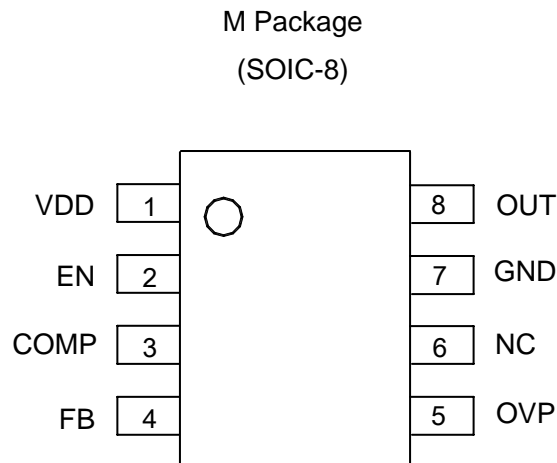 M Package
(SOIC-8)
VDD 1 8 OUT
EN 2 7 GND
COMP 3 6 NC
FB 4 5 OVP